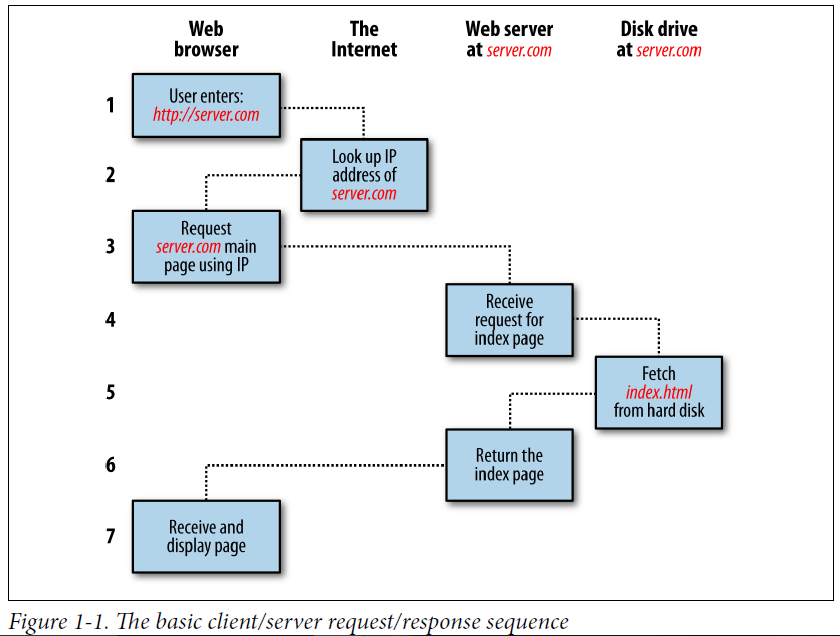 Web
browser
The
Internet
Web server
at server.com
Disk drive
at server.com
1
User enters:
http://server.com
2
Look up IP
address of
server.com
3
Request
server.com main
page using IP
4
Receive
request for
index page
5
Fetch
index.html
from hard disk
6
Return the
index page
7
Receive and
display page
Figure 1-1. The basic client/server request/response sequence